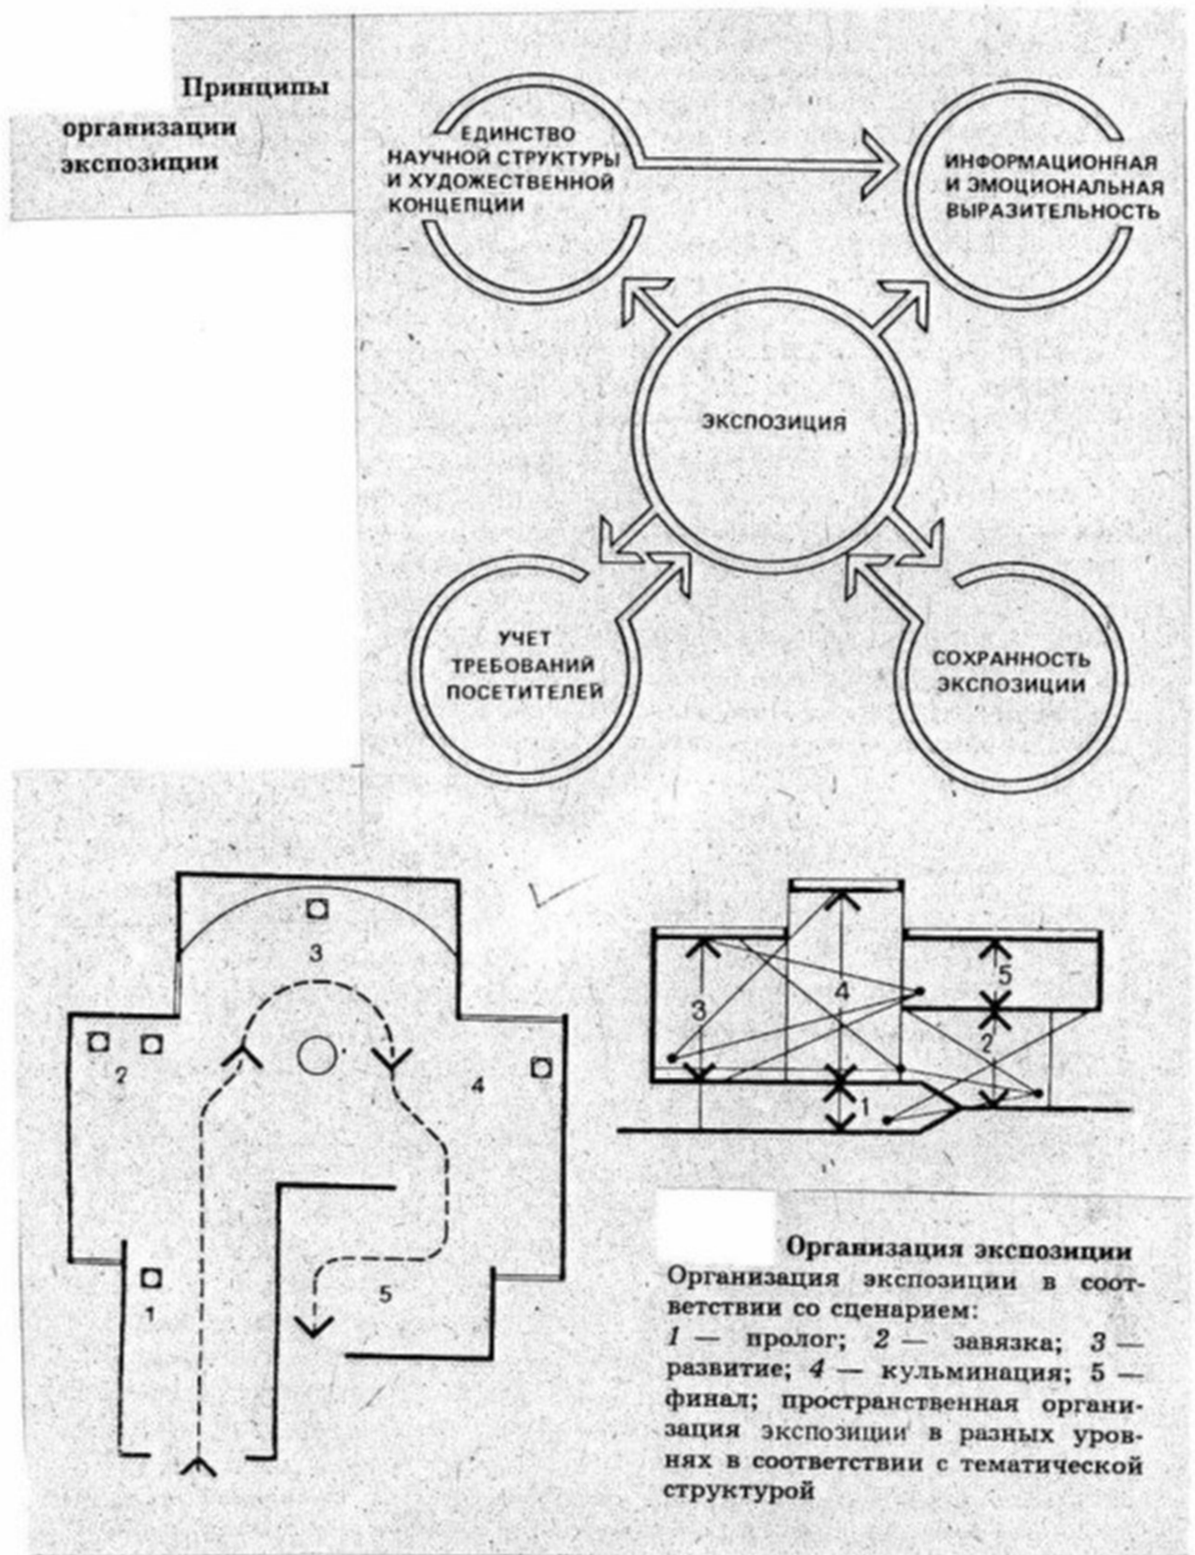 Принципы
организации
экспозиции
ЕДИНСТВО
НАУЧНОЙ СТРУКТУРЫ
И ХУДОЖЕСТВЕННОЙ
КОНЦЕПЦИИ
ИНФОРМАЦИОННАЯ
И ЭМОЦИОНАЛЬНАЯ
ВЫРАЗИТЕЛЬНОСТЬ
ЭКСПОЗИЦИЯ
УЧЕТ
ТРЕБОВАНИЙ
ПОСЕТИТЕЛЕЙ
СОХРАННОСТЬ
ЭКСПОЗИЦИИ
3
2
4
1
5
3
4
5
2
1
Организация экспозиции
Организация экспозиции в соот-
ветствии со сценарием:
1 — пролог; 2 — завязка; 3 —
развитие; 4 — кульминация; 5 —
финал; пространственная органи-
зация экспозиции в разных уров-
нях в соответствии с тематической
структурой